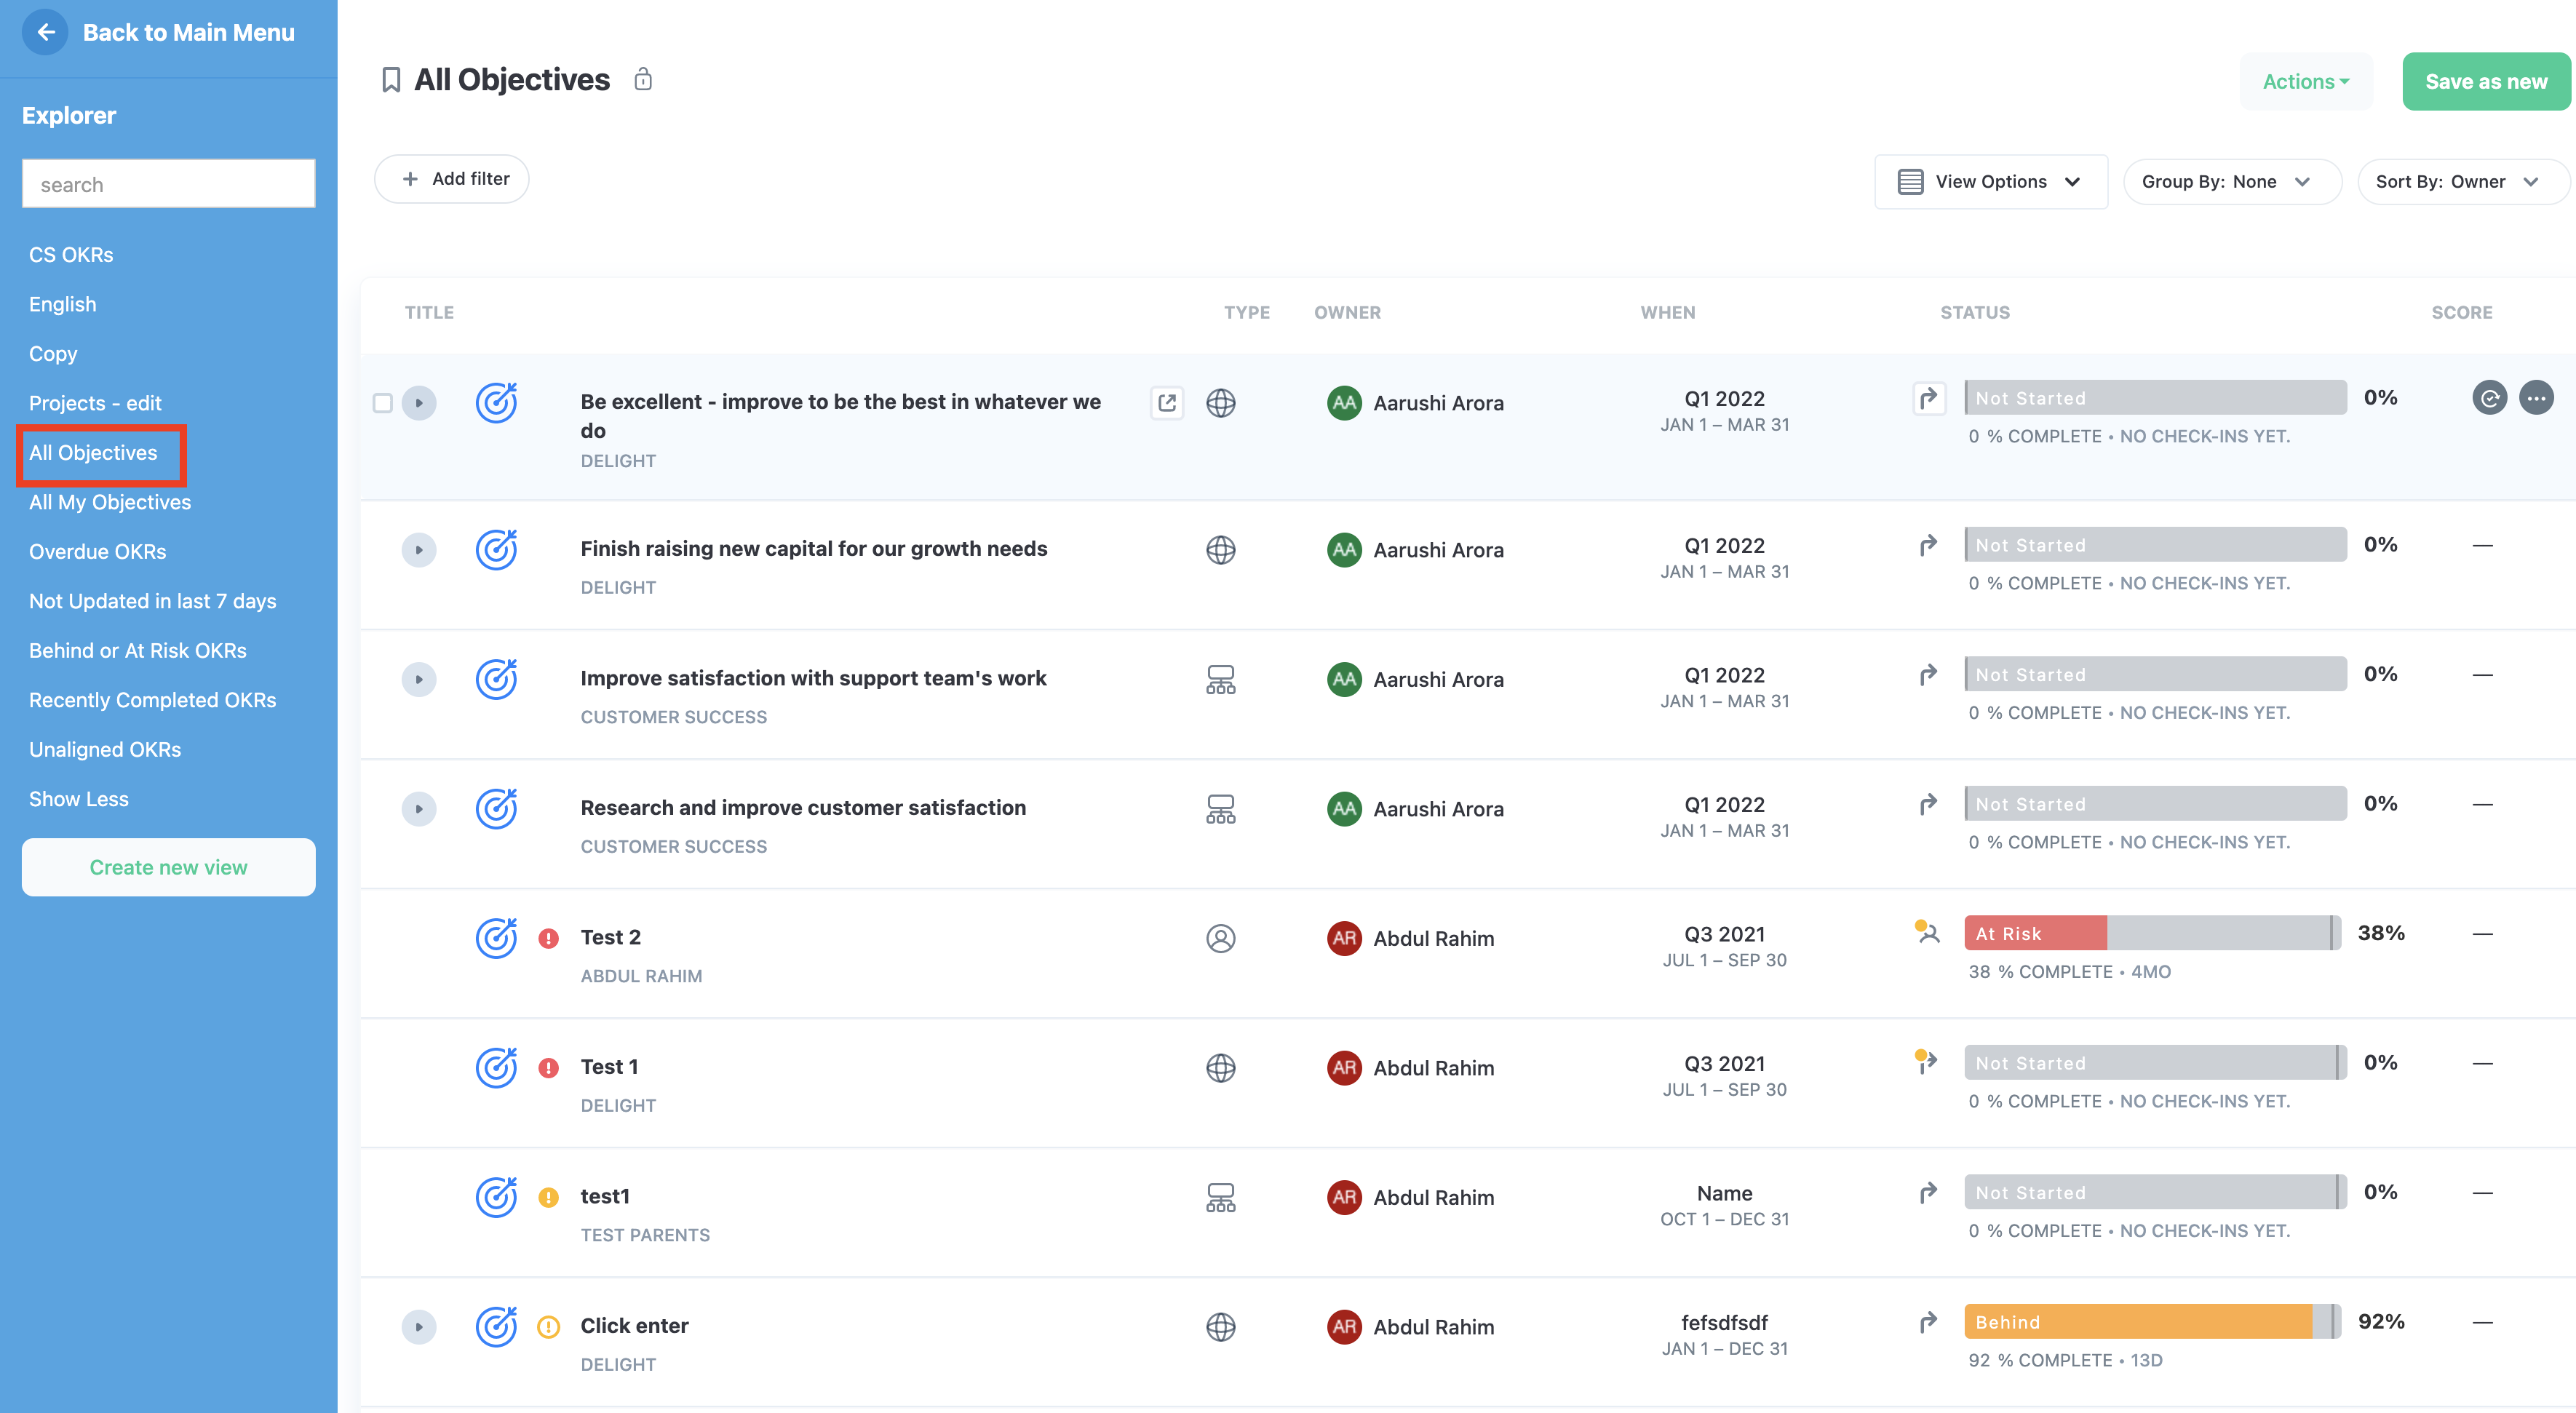 Back to Main Menu
Explorer
search
CS OKRs
English
Copy
Projects - edit
All Objectives
All My Objectives
Overdue OKRs
Not Updated in last 7 days
Behind or At Risk OKRs
Recently Completed OKRs
Unaligned OKRs
Show Less
Create new view
All Objectives
Actions
Save as new
Add filter
View Options
Group By: None
Sort By: Owner
TITLE TYPE OWNER WHEN STATUS SCORE
Be excellent - improve to be the best in whatever we
do
DELIGHT
AA Aarushi Arora
Q1 2022
JAN 1 – MAR 31
Not Started 0%
0 % COMPLETE • NO CHECK-INS YET.
Finish raising new capital for our growth needs
DELIGHT
AA Aarushi Arora
Q1 2022
JAN 1 – MAR 31
Not Started 0% —
0 % COMPLETE • NO CHECK-INS YET.
Improve satisfaction with support team's work
CUSTOMER SUCCESS
AA Aarushi Arora
Q1 2022
JAN 1 – MAR 31
Not Started 0% —
0 % COMPLETE • NO CHECK-INS YET.
Research and improve customer satisfaction
CUSTOMER SUCCESS
AA Aarushi Arora
Q1 2022
JAN 1 – MAR 31
Not Started 0% —
0 % COMPLETE • NO CHECK-INS YET.
Test 2
ABDUL RAHIM
AR Abdul Rahim
Q3 2021
JUL 1 – SEP 30
At Risk 38% —
38 % COMPLETE • 4MO
Test 1
DELIGHT
AR Abdul Rahim
Q3 2021
JUL 1 – SEP 30
Not Started 0% —
0 % COMPLETE • NO CHECK-INS YET.
test1
TEST PARENTS
AR Abdul Rahim
Name
OCT 1 – DEC 31
Not Started 0% —
0 % COMPLETE • NO CHECK-INS YET.
Click enter
DELIGHT
AR Abdul Rahim
fefsdfsdf
JAN 1 – DEC 31
Behind 92% —
92 % COMPLETE • 13D